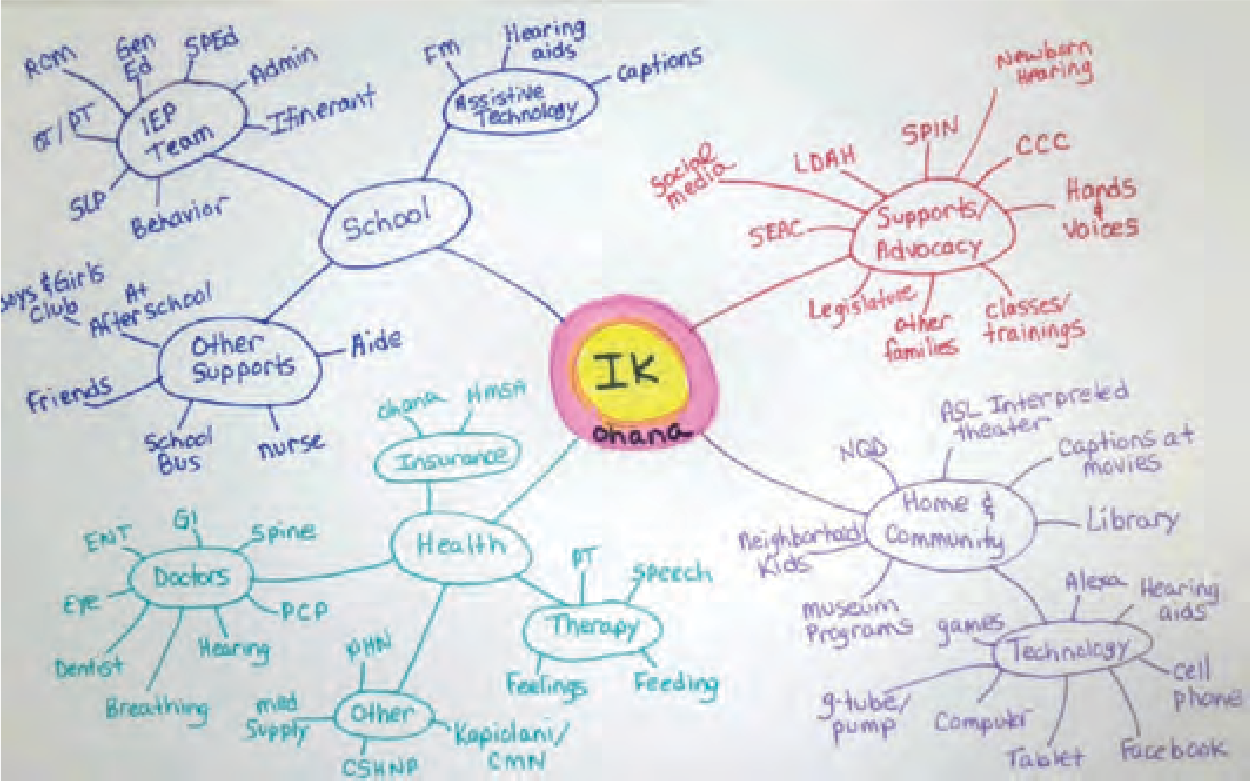 RCM
Gen
Ed
SPEd
Admin
Itinerant
OT/PT
SLP
Behavior
IEP
Team
FM
Hearing
aids
Captions
Assistive
Technology
School
Boys & Girls
Club
A+
After School
Other
Supports
Aide
Friends
School
Bus
nurse
Newborn
Hearing
SPIN
CCC
LDAH
Social
media
Hands
&
Voices
SEAC
Supports/
Advocacy
Legislature
other
families
classes/
trainings
IK
ohana
ohana
HMSA
Insurance
Health
ENT
GI
Spine
Doctors
Eye
PCP
Hearing
Dentist
Breathing
PT
Speech
Therapy
Feelings
Feeding
PHN
Other
med
Supply
CSHNP
Kapiolani/
CMN
ASL Interpreted
theater
Captions at
movies
Home &
Community
Library
Neighborhood
Kids
museum
Programs
Alexa
Hearing
aids
games
Technology
cell
phone
g-tube/
pump
Computer
Tablet
Facebook